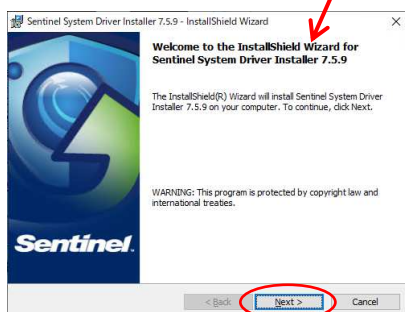 Sentinel System Driver Installer 7.5.9 - InstallShield Wizard
Welcome to the InstallShield Wizard for
Sentinel System Driver Installer 7.5.9
The InstallShield(R) Wizard will install Sentinel System Driver
Installer 7.5.9 on your computer. To continue, click Next.
WARNING: This program is protected by copyright law and
international treaties.
Sentinel.
< Back Next > Cancel